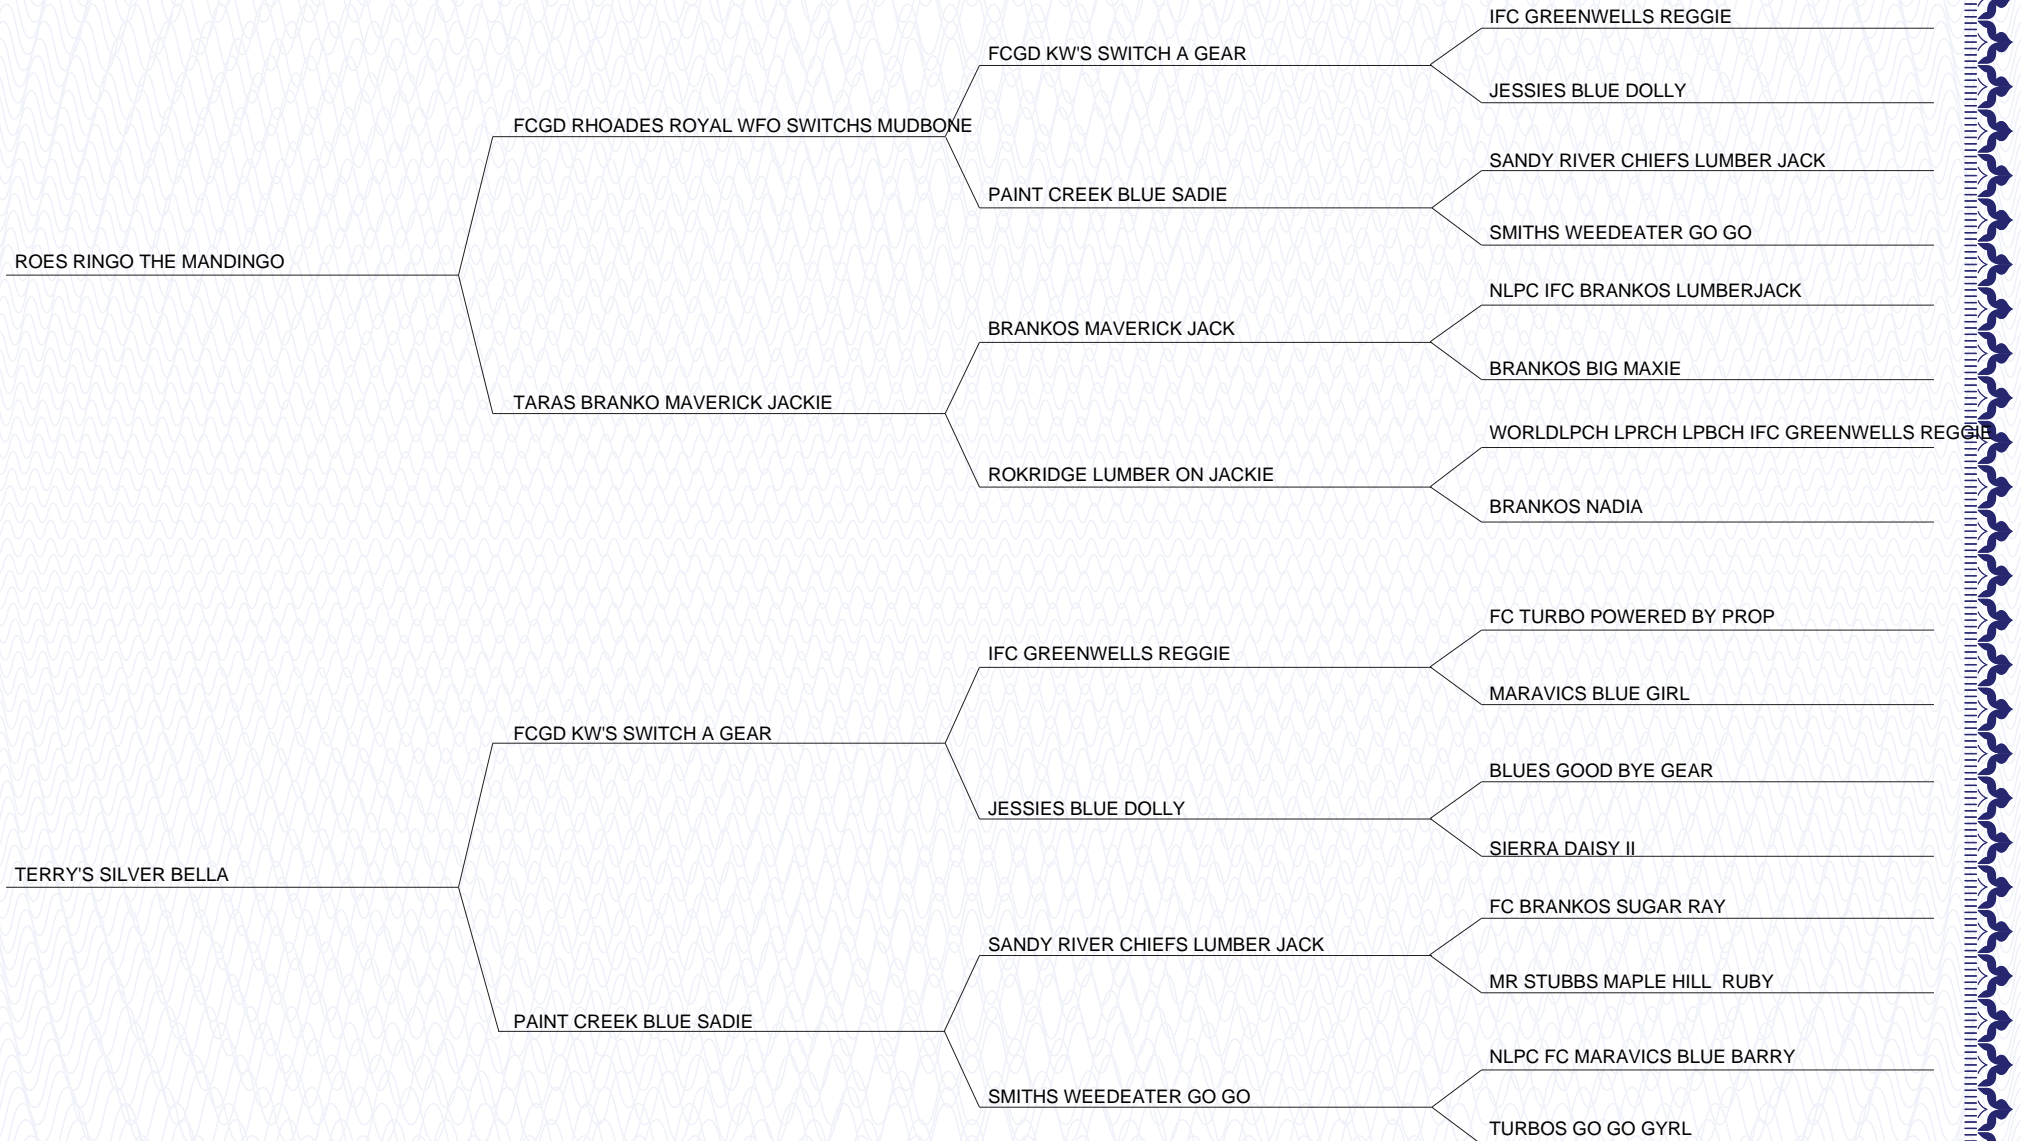 IFC GREENWELLS REGGIE
FCGD KW'S SWITCH A GEAR
JESSIES BLUE DOLLY
FCGD RHOADES ROYAL WFO SWITCHS MUDBONE
SANDY RIVER CHIEFS LUMBER JACK
PAINT CREEK BLUE SADIE
SMITHS WEEDEATER GO GO
ROES RINGO THE MANDINGO
NLPC IFC BRANKOS LUMBERJACK
BRANKOS MAVERICK JACK
BRANKOS BIG MAXIE
TARAS BRANKO MAVERICK JACKIE
WORLDLPCH LPRCH LPBCH IFC GREENWELLS REGGIE
ROKRIDGE LUMBER ON JACKIE
BRANKOS NADIA
FC TURBO POWERED BY PROP
IFC GREENWELLS REGGIE
MARAVICS BLUE GIRL
FCGD KW'S SWITCH A GEAR
BLUES GOOD BYE GEAR
JESSIES BLUE DOLLY
SIERRA DAISY II
TERRY'S SILVER BELLA
FC BRANKOS SUGAR RAY
SANDY RIVER CHIEFS LUMBER JACK
MR STUBBS MAPLE HILL  RUBY
PAINT CREEK BLUE SADIE
NLPC FC MARAVICS BLUE BARRY
SMITHS WEEDEATER GO GO
TURBOS GO GO GYRL